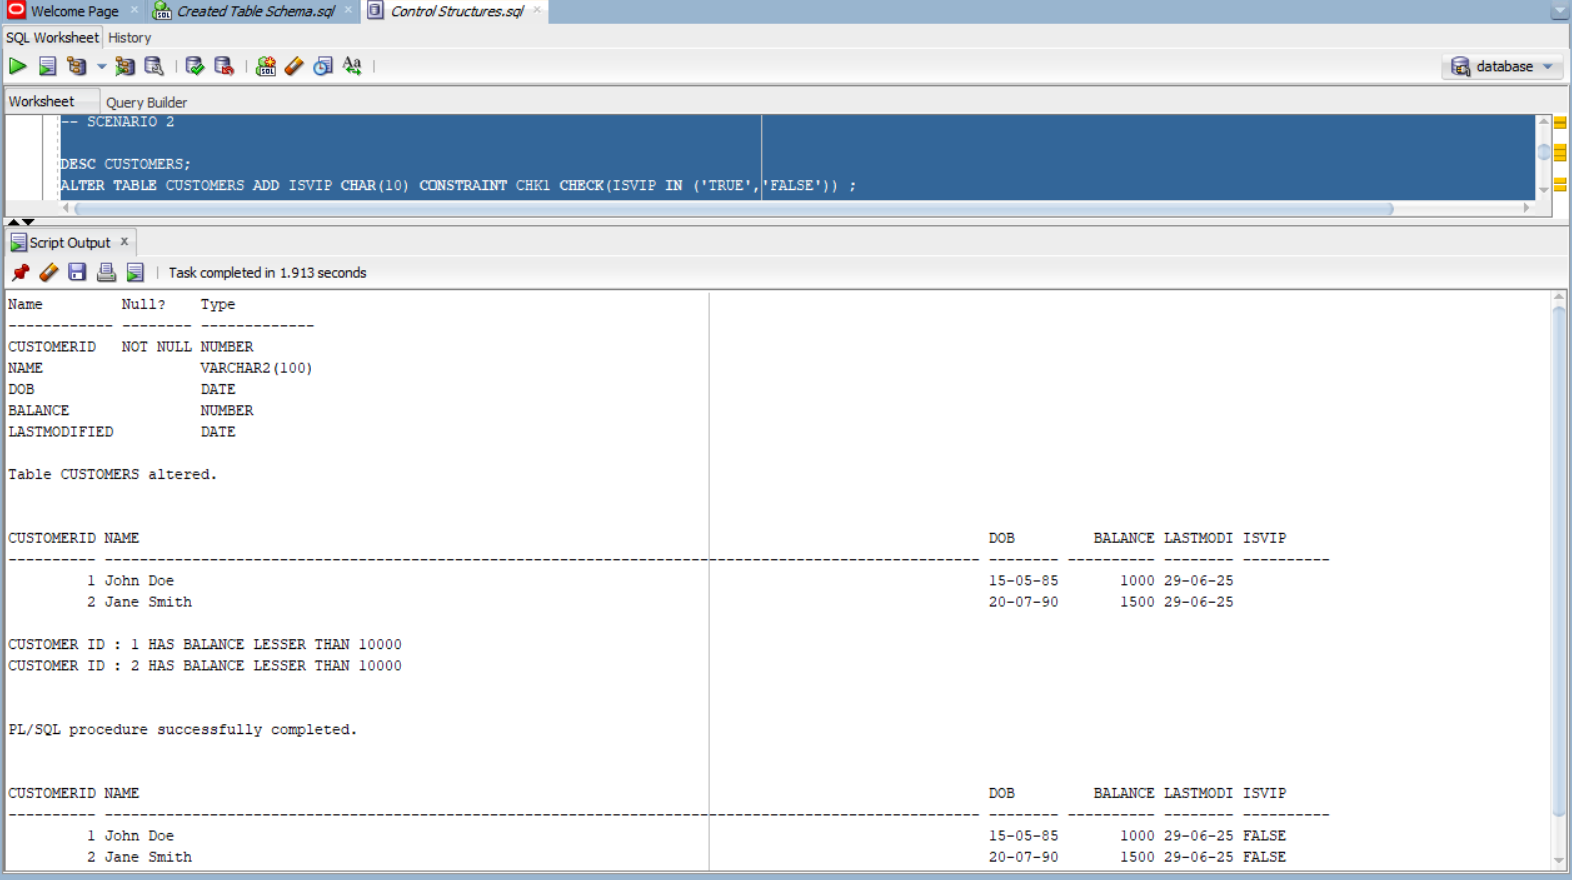 Welcome Page Created Table Schema.sql Control Structures.sql
SQL Worksheet History
database
Worksheet Query Builder
-- SCENARIO 2
DESC CUSTOMERS;
ALTER TABLE CUSTOMERS ADD ISVIP CHAR(10) CONSTRAINT CHK1 CHECK(ISVIP IN ('TRUE','FALSE')) ;
Script Output x
Task completed in 1.913 seconds
Name Null? Type
------------ -------- -------------
CUSTOMERID NOT NULL NUMBER
NAME VARCHAR2(100)
DOB DATE
BALANCE NUMBER
LASTMODIFIED DATE
Table CUSTOMERS altered.
CUSTOMERID NAME DOB BALANCE LASTMODI ISVIP
---------- ---------------------------------------------------------------------------------------------------- -------- ---------- -------- ----------
1 John Doe 15-05-85 1000 29-06-25
2 Jane Smith 20-07-90 1500 29-06-25
CUSTOMER ID : 1 HAS BALANCE LESSER THAN 10000
CUSTOMER ID : 2 HAS BALANCE LESSER THAN 10000
PL/SQL procedure successfully completed.
CUSTOMERID NAME DOB BALANCE LASTMODI ISVIP
---------- ---------------------------------------------------------------------------------------------------- -------- ---------- -------- ----------
1 John Doe 15-05-85 1000 29-06-25 FALSE
2 Jane Smith 20-07-90 1500 29-06-25 FALSE